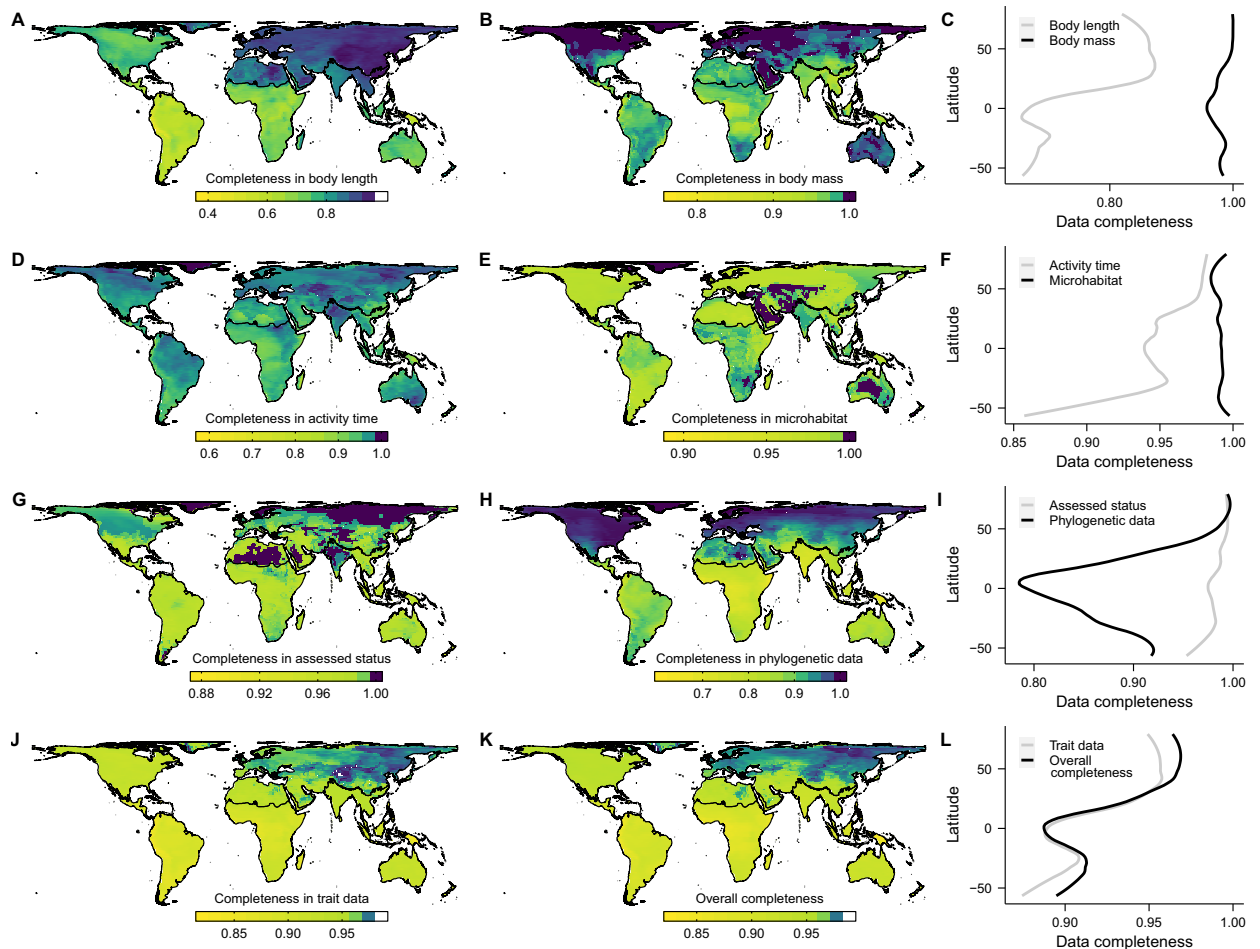 A
Completeness in body length
0.4 0.6 0.8
B
Completeness in body mass
0.8 0.9 1.0
C
Body length
Body mass
Latitude
50
0
−50
0.80 1.00
Data completeness
D
Completeness in activity time
0.6 0.7 0.8 0.9 1.0
E
Completeness in microhabitat
0.90 0.95 1.00
F
Activity time
Microhabitat
Latitude
50
0
−50
0.85 0.90 0.95 1.00
Data completeness
G
Completeness in assessed status
0.88 0.92 0.96 1.00
H
Completeness in phylogenetic data
0.7 0.8 0.9 1.0
I
Assessed status
Phylogenetic data
Latitude
50
0
−50
0.80 0.90 1.00
Data completeness
J
Completeness in trait data
0.85 0.90 0.95
K
Overall completeness
0.85 0.90 0.95
L
Trait data
Overall
completeness
Latitude
50
0
−50
0.90 0.95 1.00
Data completeness